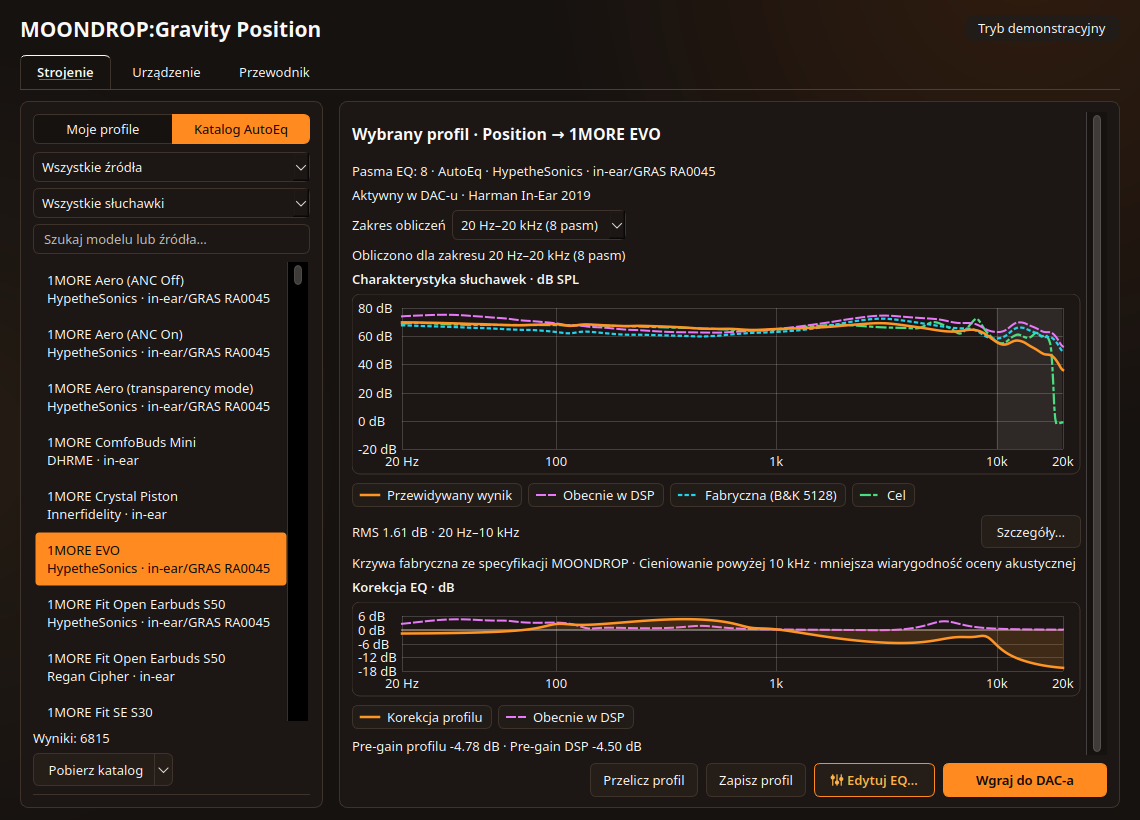 MOONDROP:Gravity Position
Tryb demonstracyjny
Strojenie
Urządzenie
Przewodnik
Moje profile
Katalog AutoEq
Wszystkie źródła
Wszystkie słuchawki
Szukaj modelu lub źródła...
1MORE Aero (ANC Off)
HypetheSonics · in-ear/GRAS RA0045
1MORE Aero (ANC On)
HypetheSonics · in-ear/GRAS RA0045
1MORE Aero (transparency mode)
HypetheSonics · in-ear/GRAS RA0045
1MORE ComfoBuds Mini
DHRME · in-ear
1MORE Crystal Piston
Innerfidelity · in-ear
1MORE EVO
HypetheSonics · in-ear/GRAS RA0045
1MORE Fit Open Earbuds S50
HypetheSonics · in-ear/GRAS RA0045
1MORE Fit Open Earbuds S50
Regan Cipher · in-ear
1MORE Fit SE S30
Wyniki: 6815
Pobierz katalog
Wybrany profil · Position → 1MORE EVO
Pasma EQ: 8 · AutoEq · HypetheSonics · in-ear/GRAS RA0045
Aktywny w DAC-u · Harman In-Ear 2019
Zakres obliczeń
20 Hz–20 kHz (8 pasm)
Obliczono dla zakresu 20 Hz–20 kHz (8 pasm)
Charakterystyka słuchawek · dB SPL
80 dB
60 dB
40 dB
20 dB
0 dB
-20 dB
20 Hz
100
1k
10k
20k
Przewidywany wynik
Obecnie w DSP
Fabryczna (B&K 5128)
Cel
RMS 1.61 dB · 20 Hz–10 kHz
Szczegóły...
Krzywa fabryczna ze specyfikacji MOONDROP · Cieniowanie powyżej 10 kHz · mniejsza wiarygodność oceny akustycznej
Korekcja EQ · dB
6 dB
0 dB
-6 dB
-12 dB
-18 dB
20 Hz
100
1k
10k
20k
Korekcja profilu
Obecnie w DSP
Pre-gain profilu -4.78 dB · Pre-gain DSP -4.50 dB
Przelicz profil
Zapisz profil
Edytuj EQ...
Wgraj do DAC-a